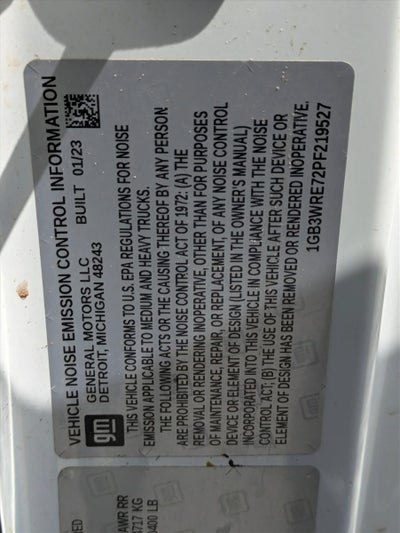 VEHICLE NOISE EMISSION CONTROL INFORMATION
GENERAL MOTORS LLC BUILT 01/23
DETROIT, MICHIGAN 48243
gm
THIS VEHICLE CONFORMS TO U.S. EPA REGULATIONS FOR NOISE
EMISSION APPLICABLE TO MEDIUM AND HEAVY TRUCKS.
THE FOLLOWING ACTS OR THE CAUSING THEREOF BY ANY PERSON
ARE PROHIBITED BY THE NOISE CONTROL ACT OF 1972: (A) THE
REMOVAL OR RENDERING INOPERATIVE, OTHER THAN FOR PURPOSES
OF MAINTENANCE, REPAIR, OR REPLACEMENT, OF ANY NOISE CONTROL
DEVICE OR ELEMENT OF DESIGN (LISTED IN THE OWNER'S MANUAL)
INCORPORATED INTO THIS VEHICLE IN COMPLIANCE WITH THE NOISE
CONTROL ACT; (B) THE USE OF THIS VEHICLE AFTER SUCH DEVICE OR
ELEMENT OF DESIGN HAS BEEN REMOVED OR RENDERED INOPERATIVE.
1GB3WRE72PF219527
RED
AWR RR
4717 KG
0400 LB